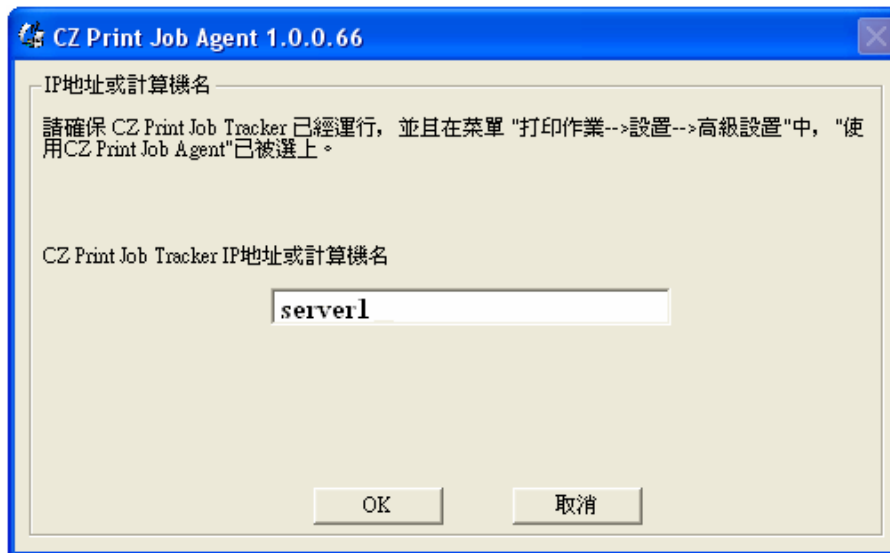 CZ Print Job Agent 1.0.0.66
IP地址或計算機名
請確保 CZ Print Job Tracker 已經運行，並且在菜單 "打印作業-->設置-->高級設置"中，"使
用CZ Print Job Agent"已被選上。
CZ Print Job Tracker IP地址或計算機名
server1
OK
取消